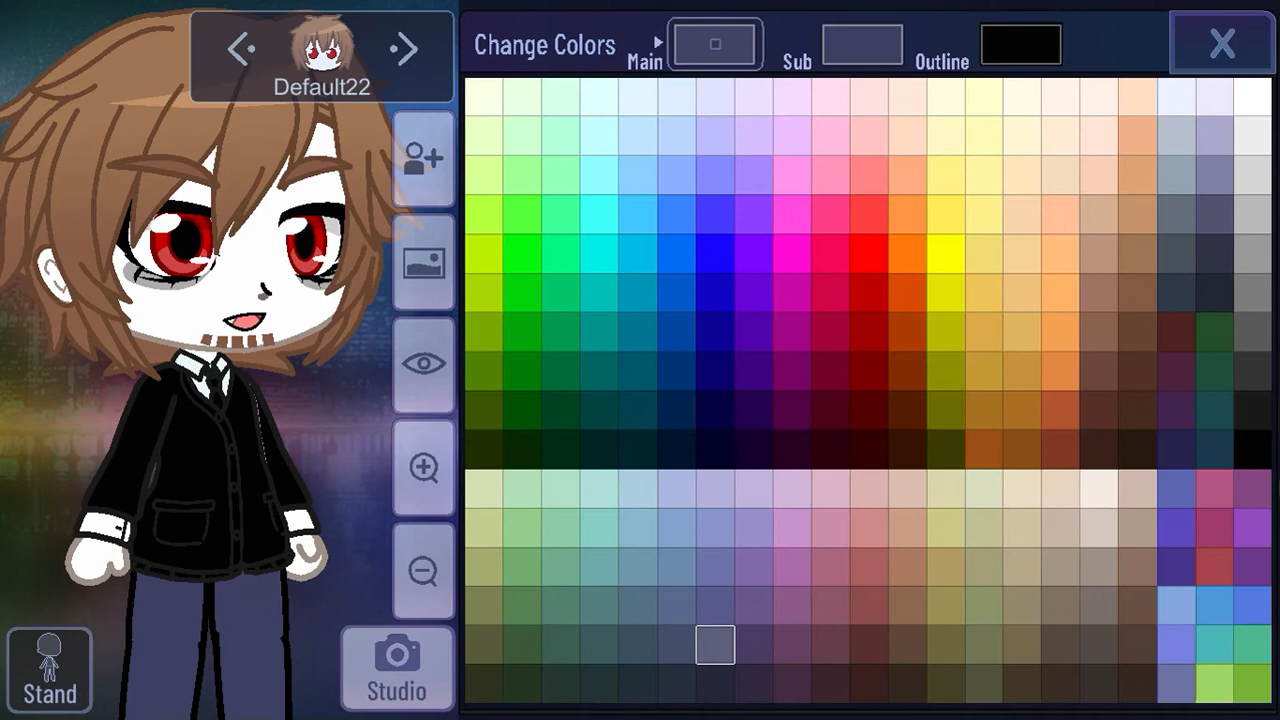 Default22
Change Colors
Main
Sub
Outline
Stand
Studio